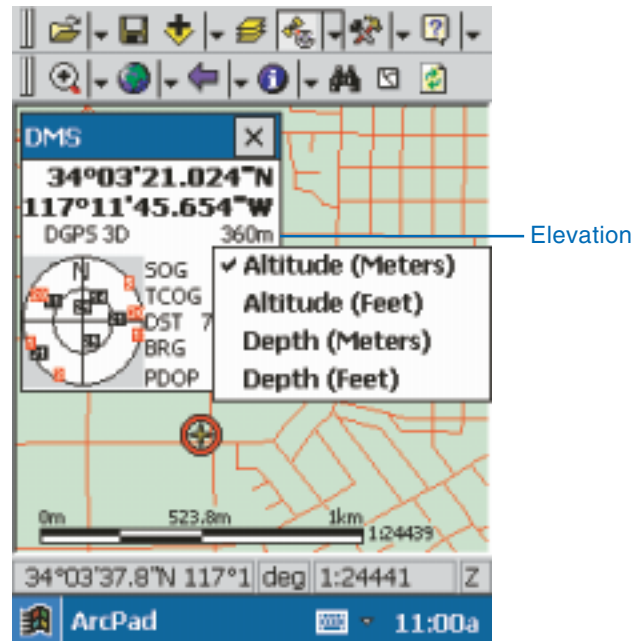 DMS
34°03'21.024"N
117°11'45.654"W
DGPS 3D 360m
Elevation
N
SOG
TCOG
DST 7
BRG
PDOP
✓ Altitude (Meters)
Altitude (Feet)
Depth (Meters)
Depth (Feet)
0m 523.8m 1km
1:24439
34°03'37.8"N 117°1 deg 1:24441 Z
ArcPad 11:00a